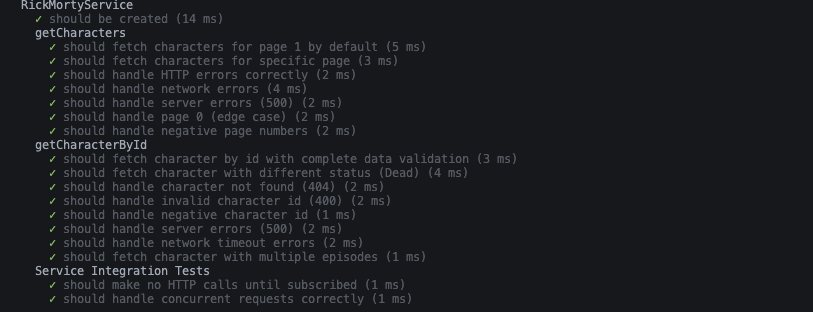 RickMortyService
✓ should be created (14 ms)
getCharacters
✓ should fetch characters for page 1 by default (5 ms)
✓ should fetch characters for specific page (3 ms)
✓ should handle HTTP errors correctly (2 ms)
✓ should handle network errors (4 ms)
✓ should handle server errors (500) (2 ms)
✓ should handle page 0 (edge case) (2 ms)
✓ should handle negative page numbers (2 ms)
getCharacterById
✓ should fetch character by id with complete data validation (3 ms)
✓ should fetch character with different status (Dead) (4 ms)
✓ should handle character not found (404) (2 ms)
✓ should handle invalid character id (400) (2 ms)
✓ should handle negative character id (1 ms)
✓ should handle server errors (500) (2 ms)
✓ should handle network timeout errors (2 ms)
✓ should fetch character with multiple episodes (1 ms)
Service Integration Tests
✓ should make no HTTP calls until subscribed (1 ms)
✓ should handle concurrent requests correctly (1 ms)